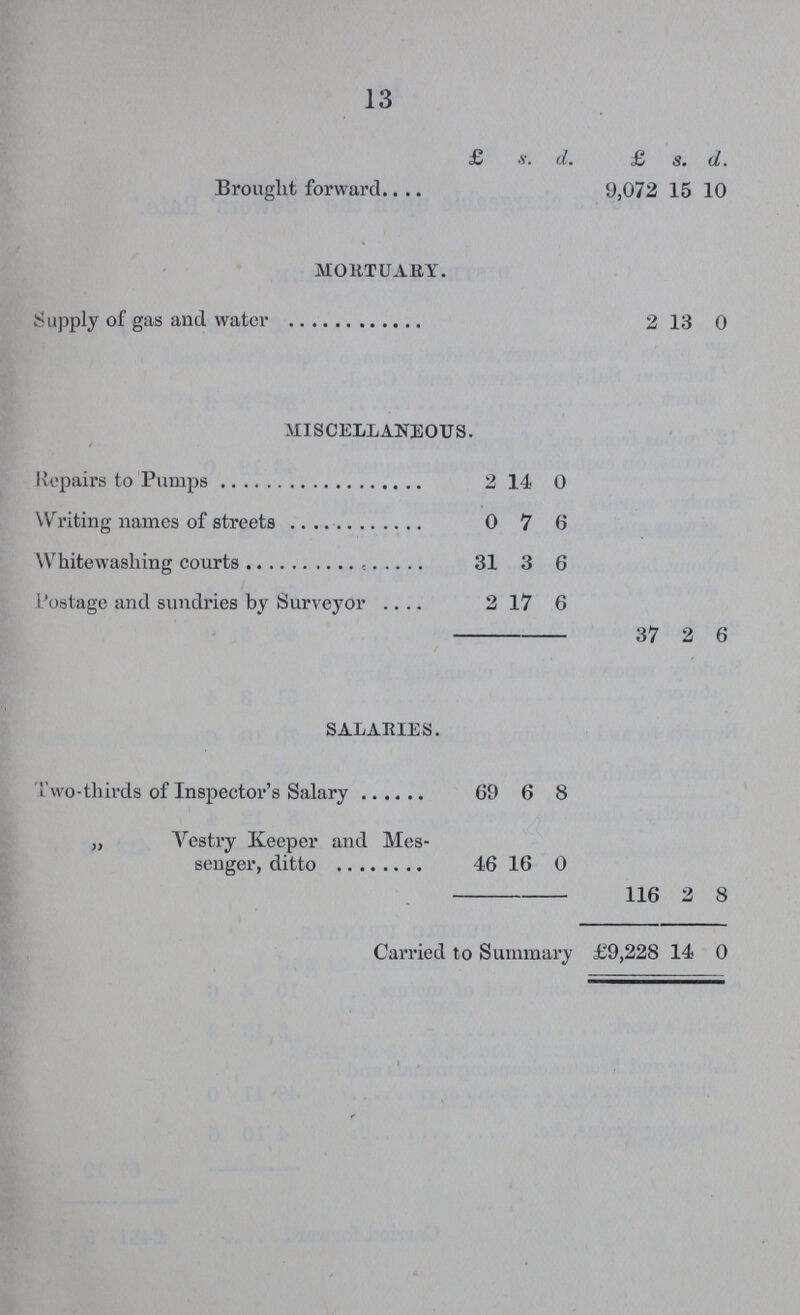 13
£ s. d. £ s. d.
Brought forward.... 9,072 15 10
MORTUARY.
Supply of gas and water ............ 2 13 0
MISCELLANEOUS.
Repairs to Pumps .................. 2 14 0
Writing names of streets ............ 0 7 6
Whitewashing courts ................ 31 3 6
Postage and sundries by Surveyor .... 2 17 6
37 2 6
SALARIES.
Two-thirds of Inspector's Salary ...... 69 6 8
„ Vestry Keeper and Mes-
senger, ditto ........ 46 16 0
116 2 8
Carried to Summary £9,228 14 0